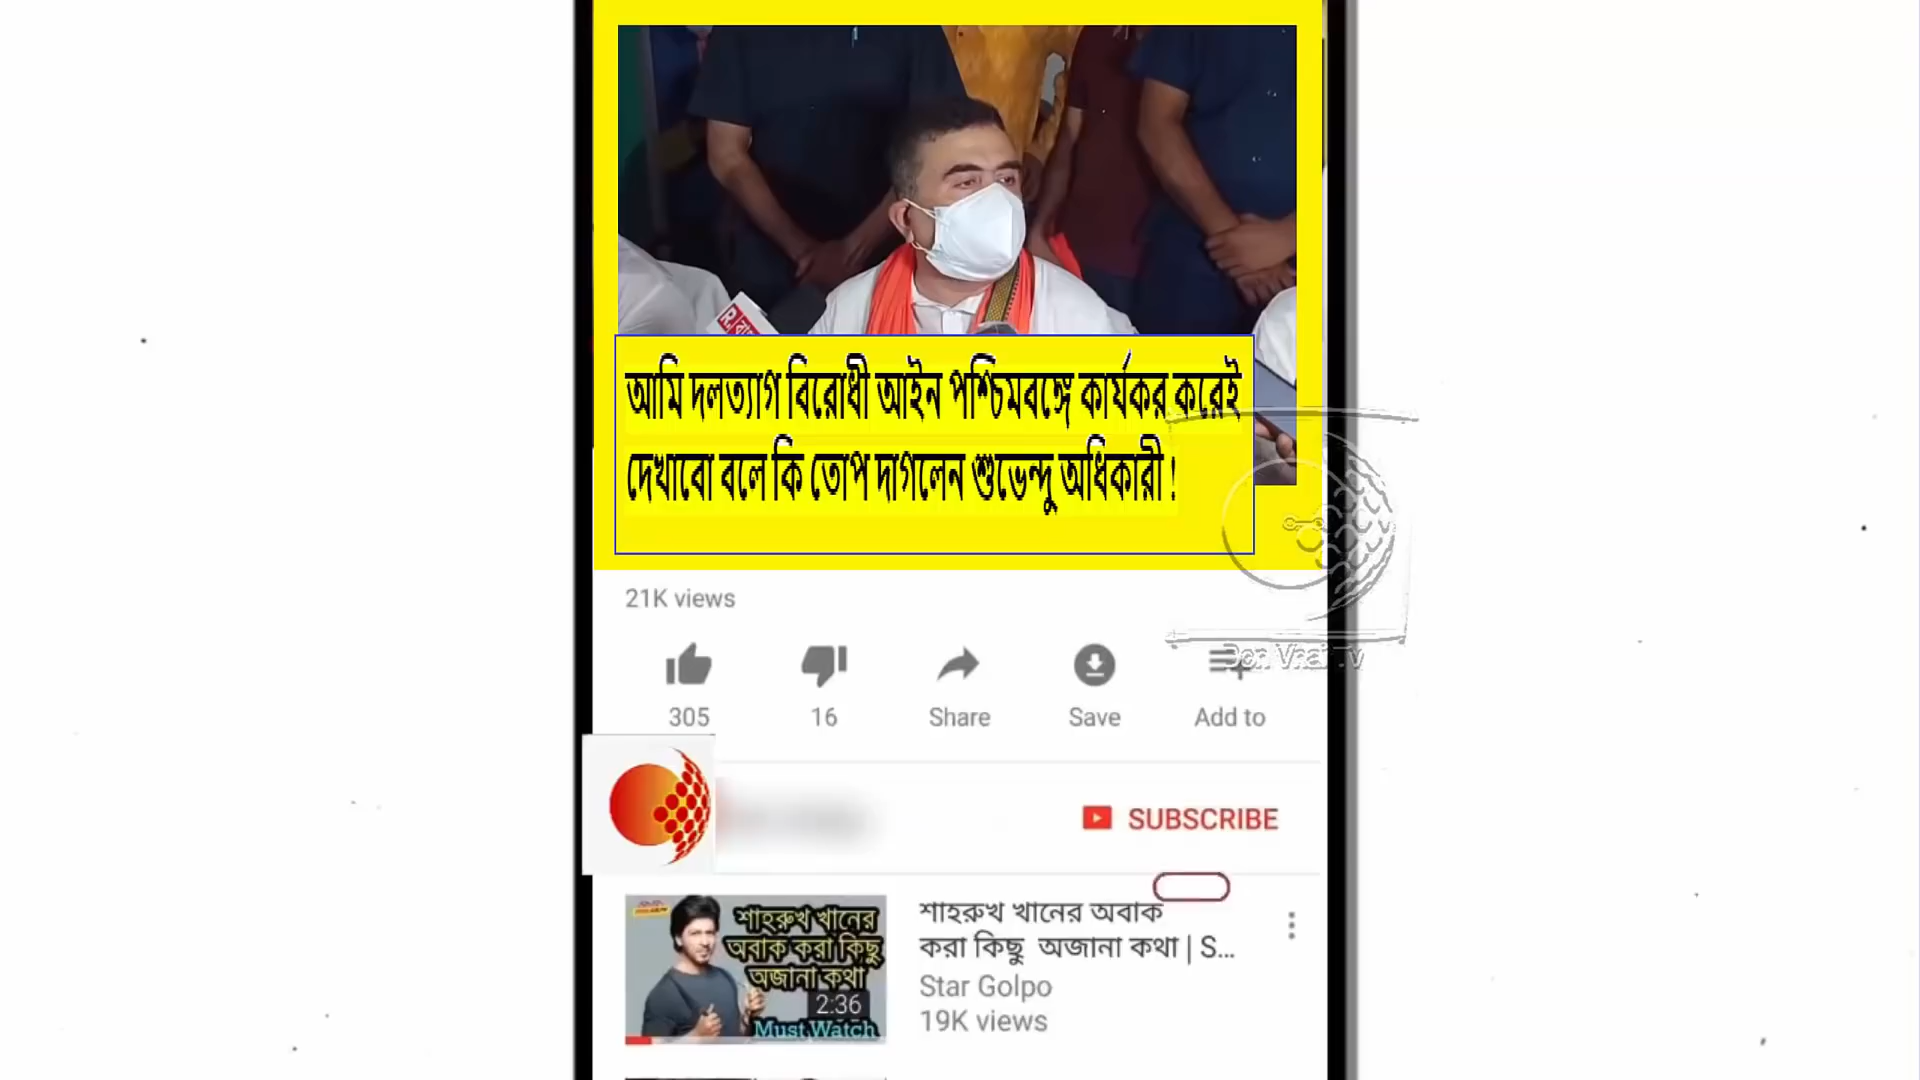 R. বাং
আমি দলত্যাগ বিরোধী আইন পশ্চিমবঙ্গে কার্যকর করেই
দেখাবো বলে কি তোপ দাগলেন শুভেন্দু অধিকারী !
21K views
305
16
Share
Save
Add to
SUBSCRIBE
শাহরুখ খানের
অবাক করা কিছু
অজানা কথা
2:36
Must Watch
শাহরুখ খানের অবাক
করা কিছু অজানা কথা | S...
Star Golpo
19K views